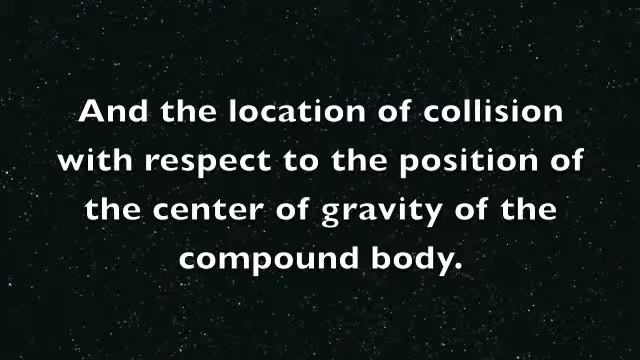 And the location of collision
with respect to the position of
the center of gravity of the
compound body.